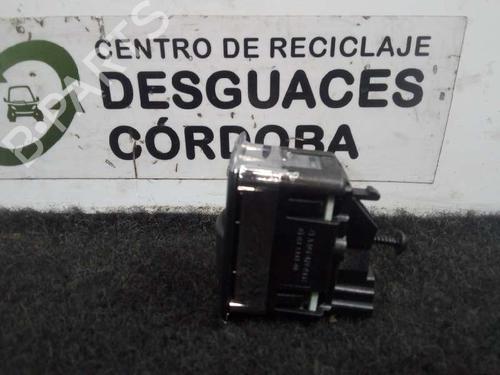 CENTRO DE RECICLAJE
DESGUACES
CÓRDOBA
B-PARTS